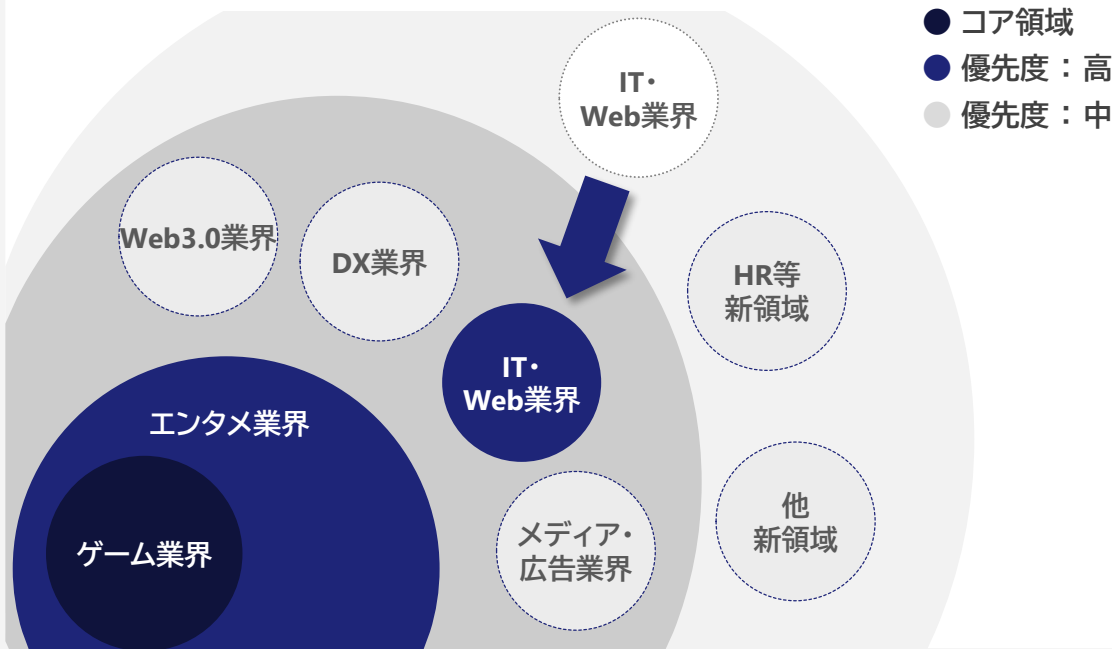 コア領域
優先度：高
優先度：中
IT・
Web業界
Web3.0業界
DX業界
HR等
新領域
IT・
Web業界
エンタメ業界
他
新領域
メディア・
広告業界
ゲーム業界